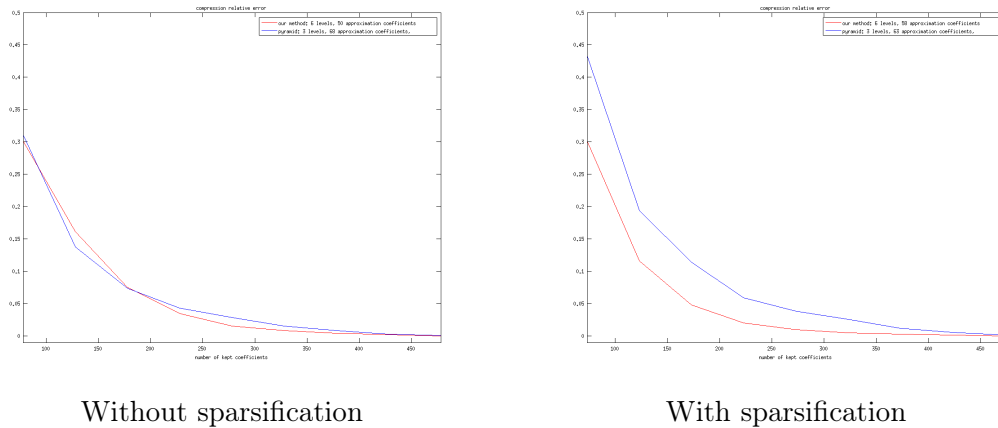 compression relative error
our method; 6 levels, 50 approximation coefficients
pyramid; 3 levels, 63 approximation coefficients.
0.5
0.45
0.4
0.35
0.3
0.25
0.2
0.15
0.1
0.05
0
100 150 200 250 300 350 400 450
number of kept coefficients
Without sparsification
compression relative error
our method; 6 levels, 50 approximation coefficients
pyramid; 3 levels, 63 approximation coefficients.
0.5
0.45
0.4
0.35
0.3
0.25
0.2
0.15
0.1
0.05
0
100 150 200 250 300 350 400 450
number of kept coefficients
With sparsification